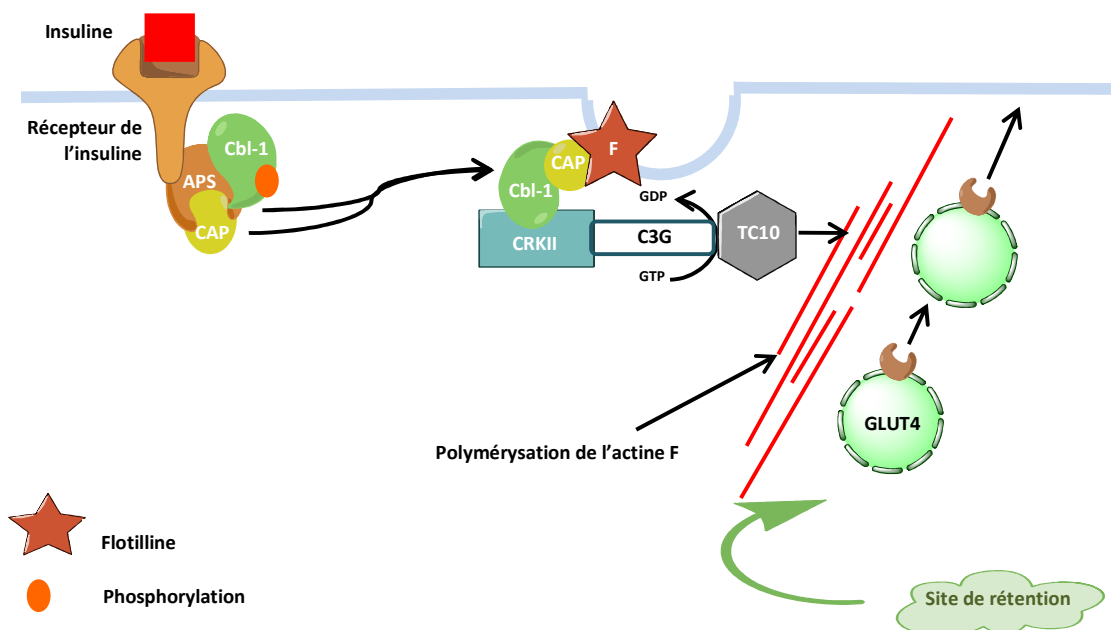 Insuline
Récepteur de
l'insuline
Cbl-1
APS
CAP
CAP
F
Cbl-1
CRKII
C3G
GDP
GTP
TC10
GLUT4
Polymérysation de l'actine F
Flotilline
Phosphorylation
Site de rétention